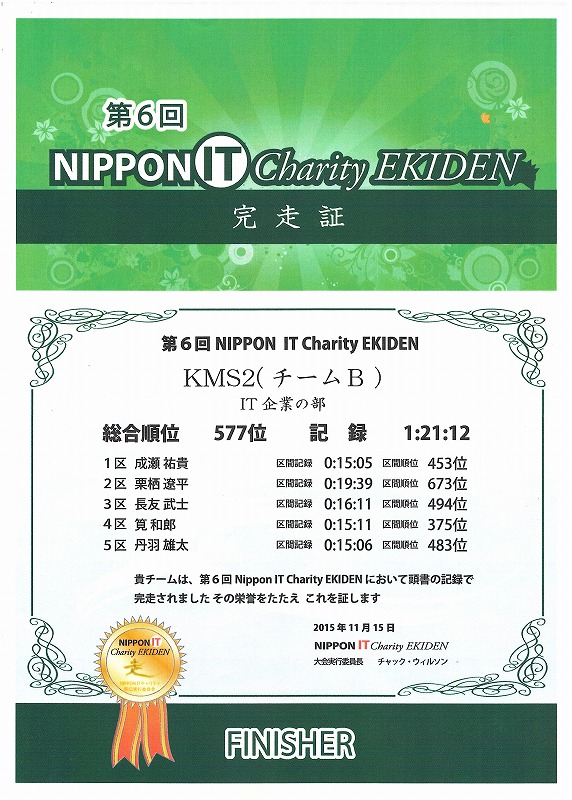 第6回
NIPPON IT Charity EKIDEN
完走証
第6回 NIPPON IT Charity EKIDEN
KMS2( チームB )
IT 企業の部
総合順位 577位 記録 1:21:12
1区 成瀬 祐貴 区間記録 0:15:05 区間順位 453位
2区 栗栖 遼平 区間記録 0:19:39 区間順位 673位
3区 長友 武士 区間記録 0:16:11 区間順位 494位
4区 筧 和郎 区間記録 0:15:11 区間順位 375位
5区 丹羽 雄太 区間記録 0:15:06 区間順位 483位
貴チームは、第6回 Nippon IT Charity EKIDEN において頭書の記録で
完走されました その栄誉をたたえ これを証します
2015 年 11 月 15 日
NIPPON IT Charity EKIDEN
大会実行委員長 チャック・ウィルソン
NIPPON IT
Charity EKIDEN
走
FINISHER